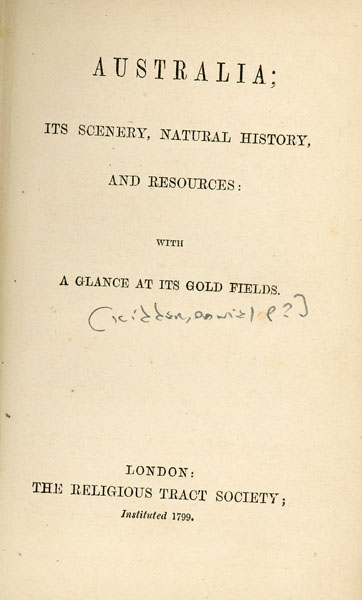 AUSTRALIA;
ITS SCENERY, NATURAL HISTORY,
AND RESOURCES:
WITH
A GLANCE AT ITS GOLD FIELDS.
LONDON:
THE RELIGIOUS TRACT SOCIETY;
Instituted 1799.